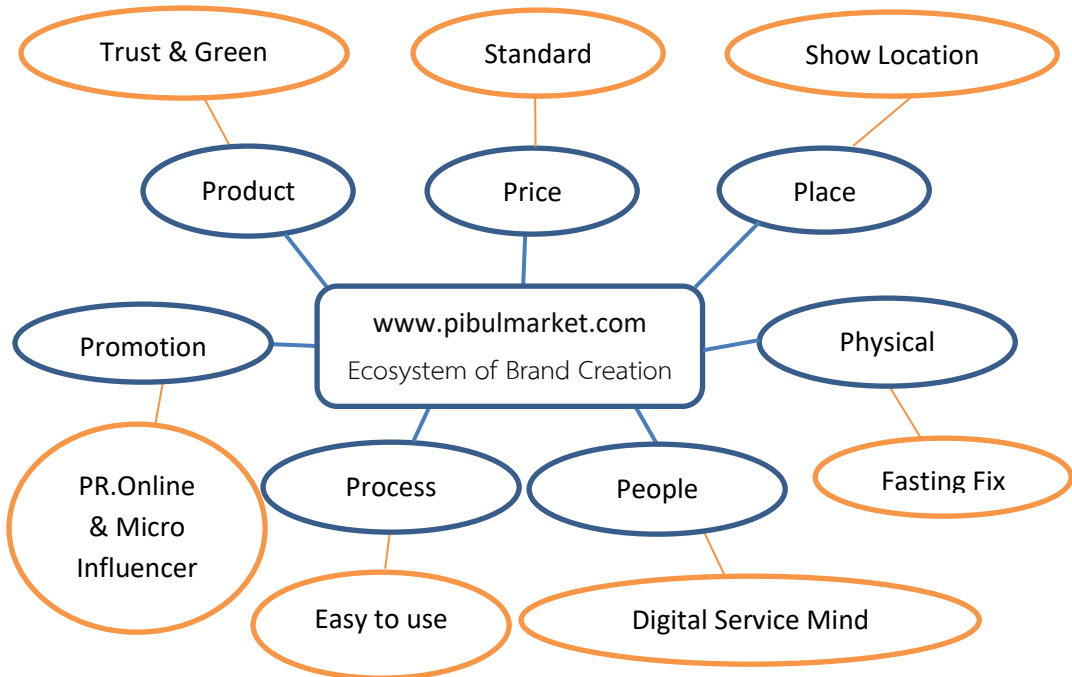 Trust & Green
Standard
Show Location
Product
Price
Place
www.pibulmarket.com
Ecosystem of Brand Creation
Promotion
Physical
PR.Online
& Micro
Influencer
Process
People
Fasting Fix
Easy to use
Digital Service Mind